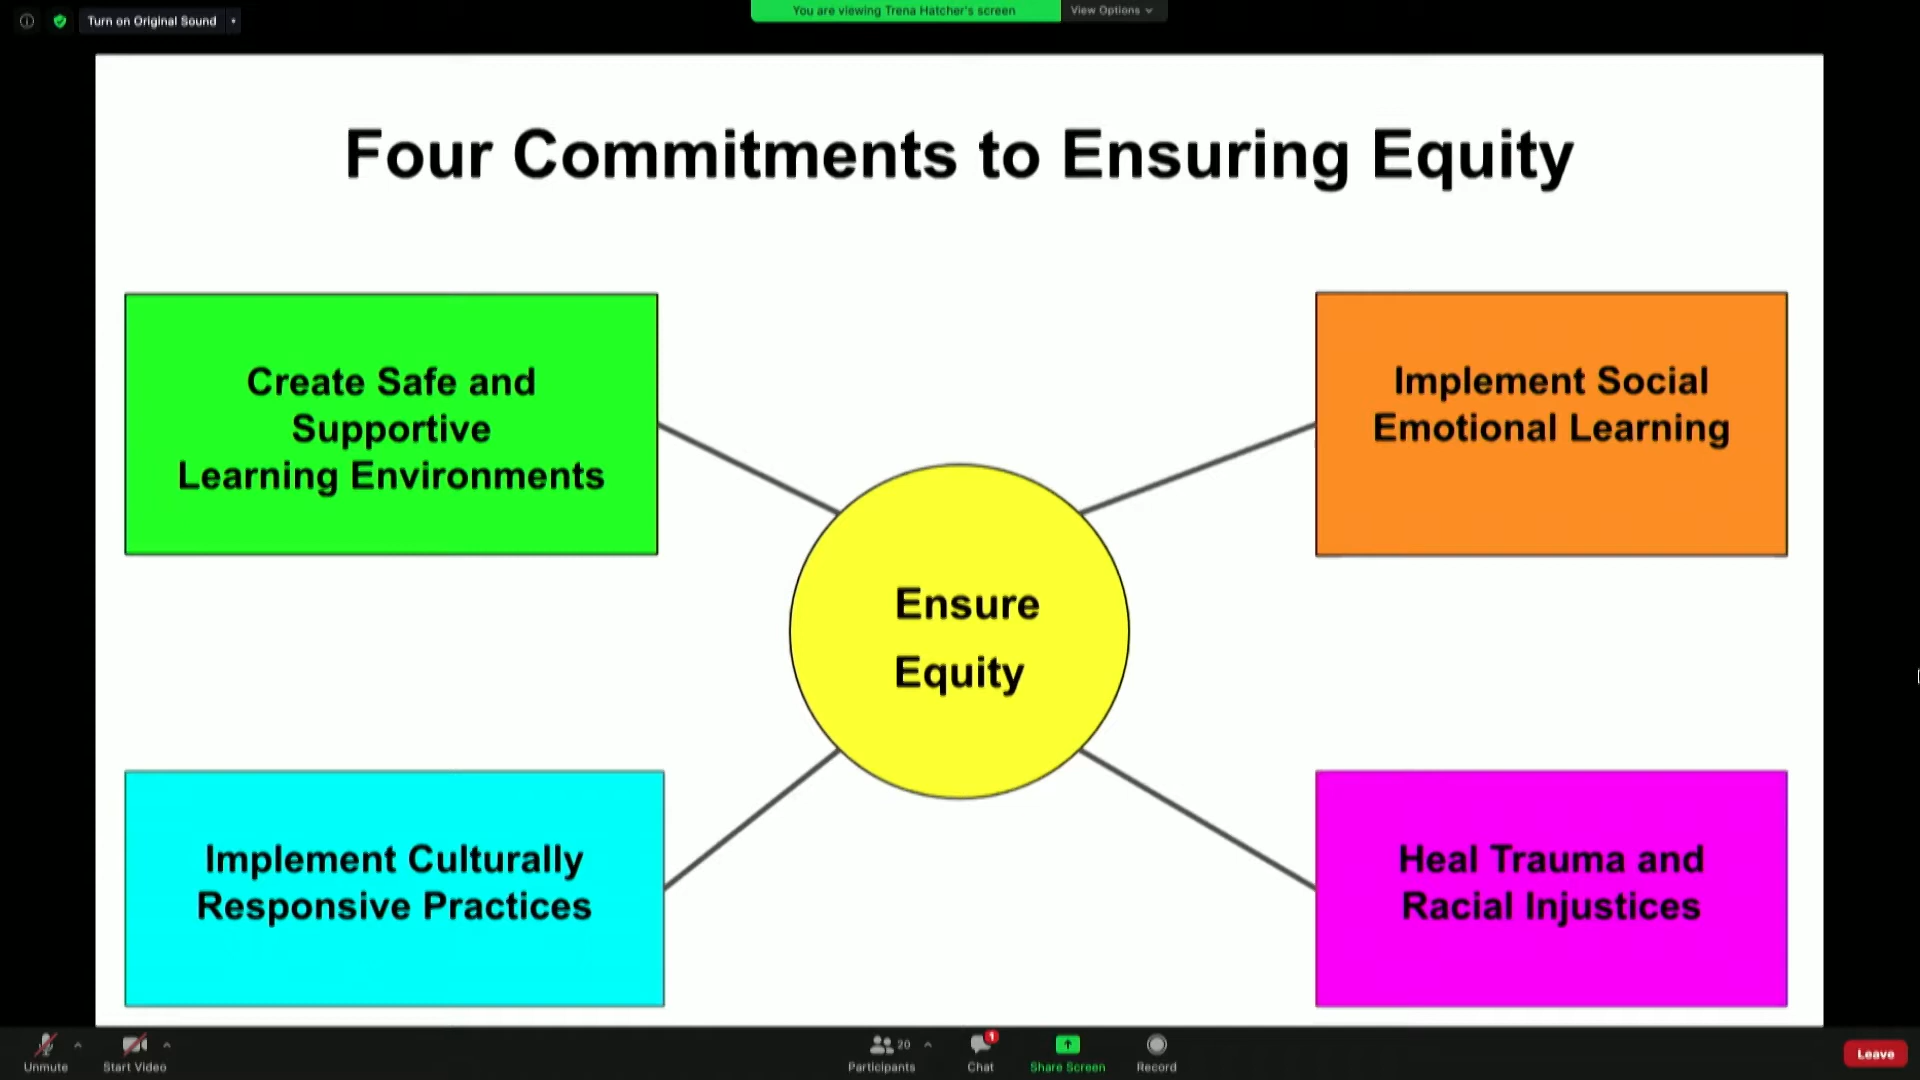 Turn on Original Sound
You are viewing Trena Hatcher's screen
View Options
Four Commitments to Ensuring Equity
Create Safe and
Supportive
Learning Environments
Implement Social
Emotional Learning
Ensure
Equity
Implement Culturally
Responsive Practices
Heal Trauma and
Racial Injustices
Unmute
Start Video
20
Participants
1
Chat
Share Screen
Record
Leave